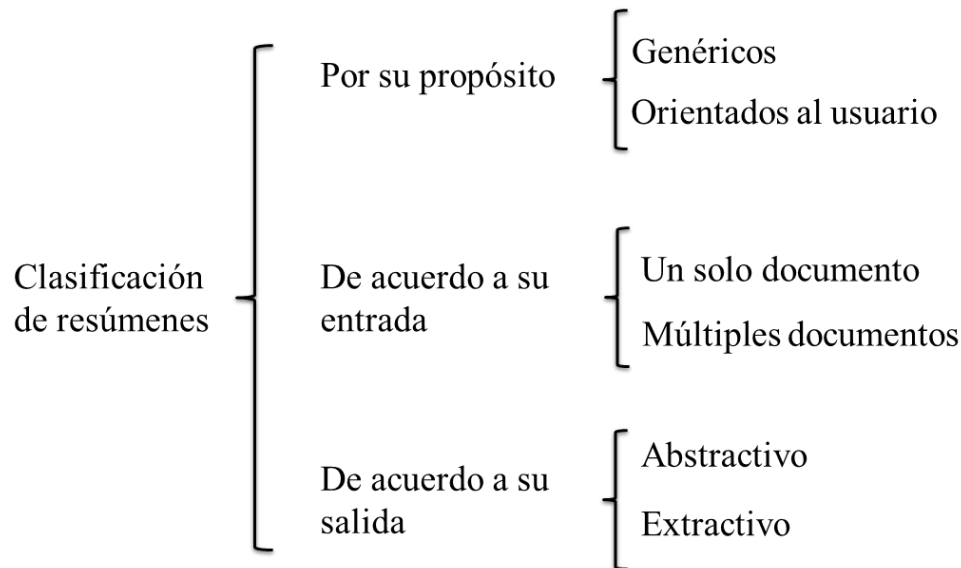 Clasificación
de resúmenes
Por su propósito
Genéricos
Orientados al usuario
De acuerdo a su
entrada
Un solo documento
Múltiples documentos
De acuerdo a su
salida
Abstractivo
Extractivo